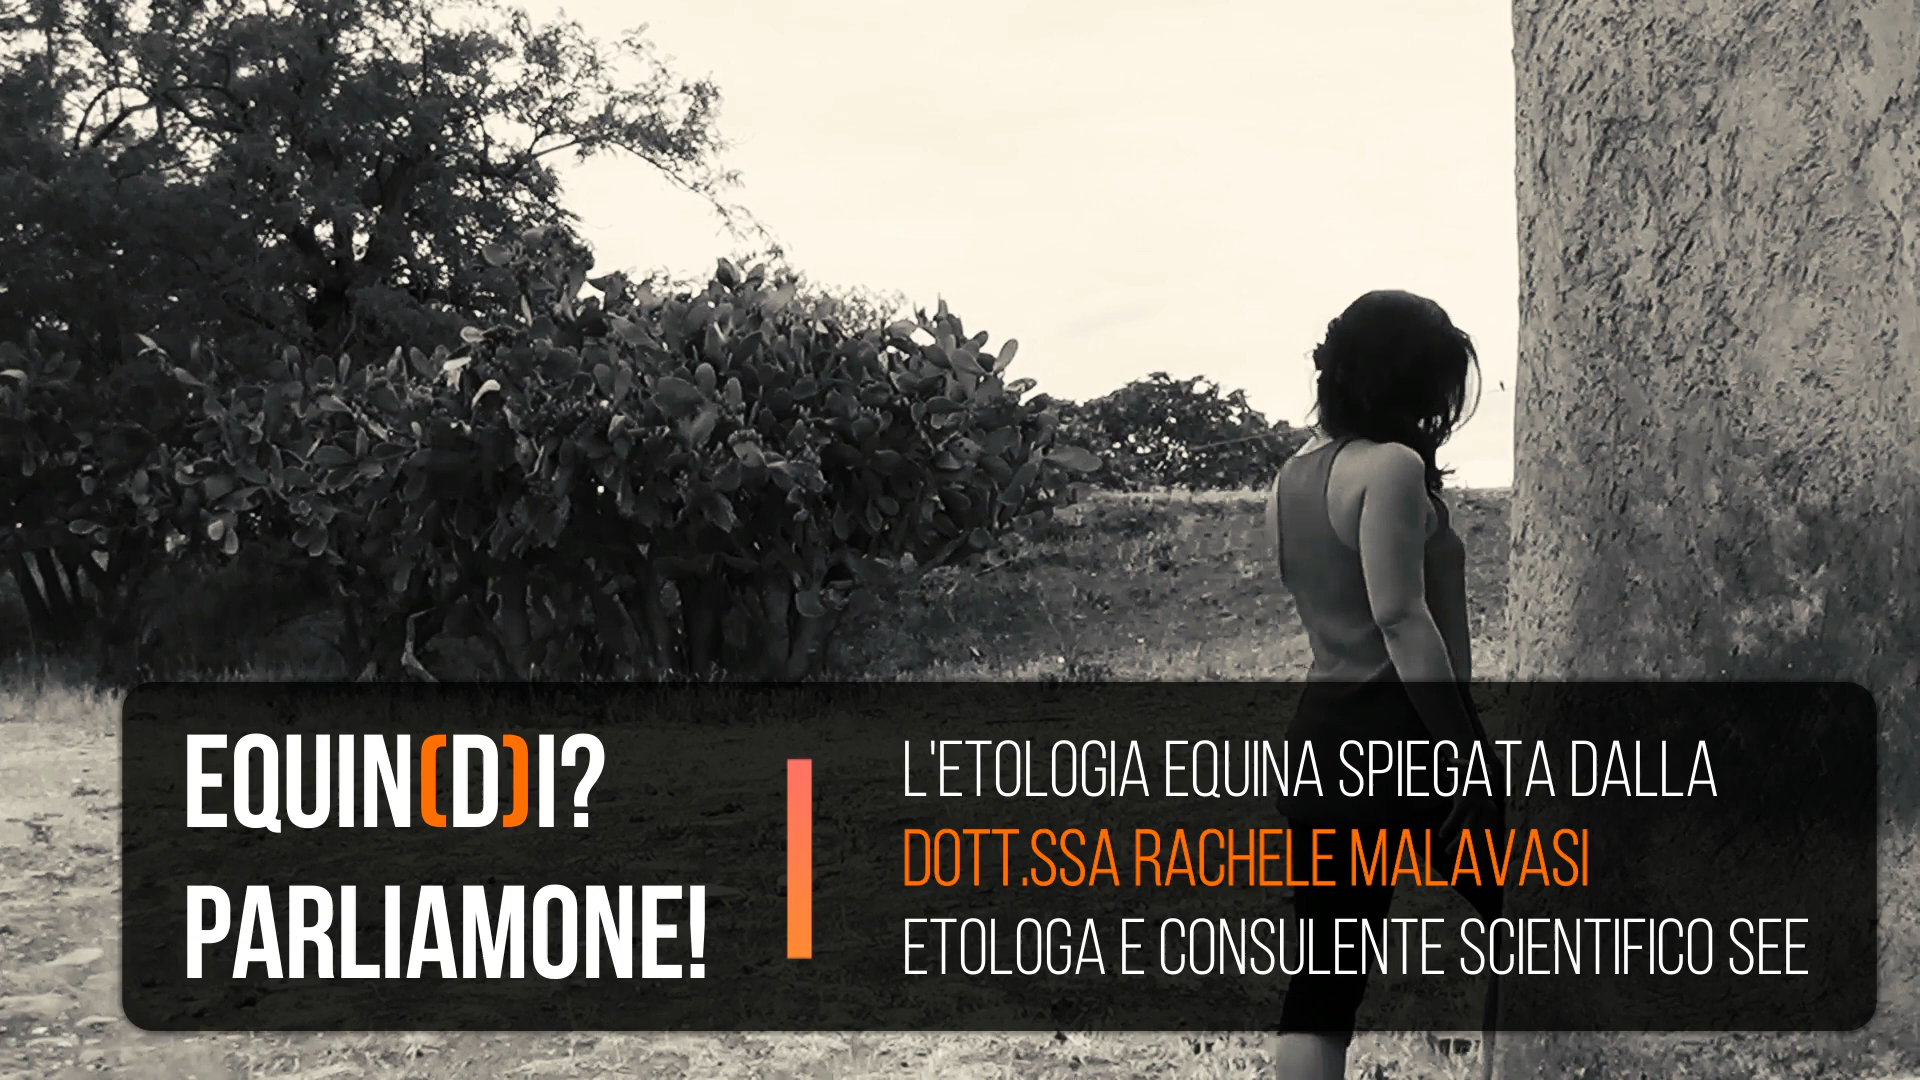 EQUIN(D)I?
PARLIAMONE!
L'ETOLOGIA EQUINA SPIEGATA DALLA
DOTT.SSA RACHELE MALAVASI
ETOLOGA E CONSULENTE SCIENTIFICO SEE